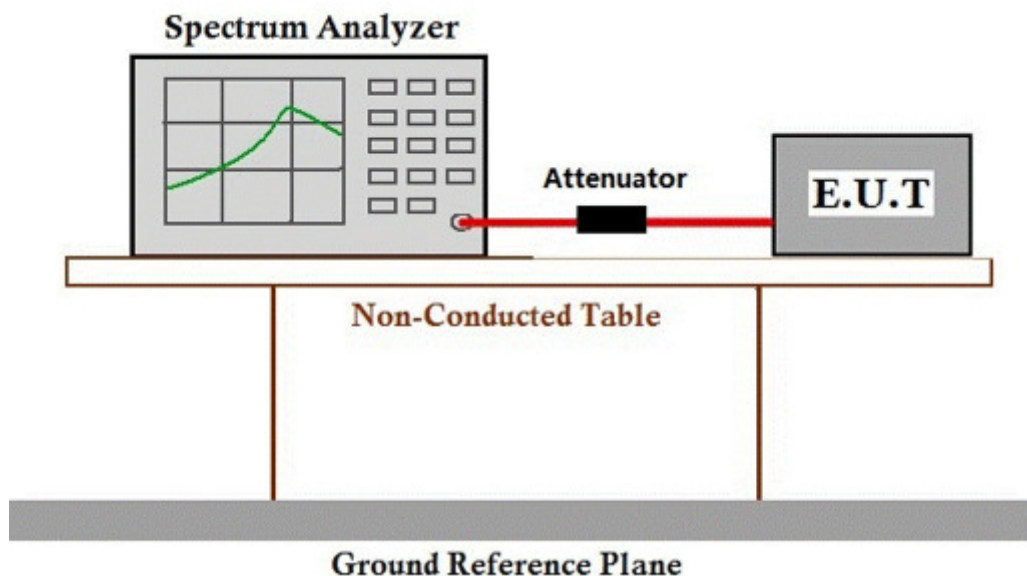 Spectrum Analyzer
Attenuator
E.U.T
Non-Conducted Table
Ground Reference Plane